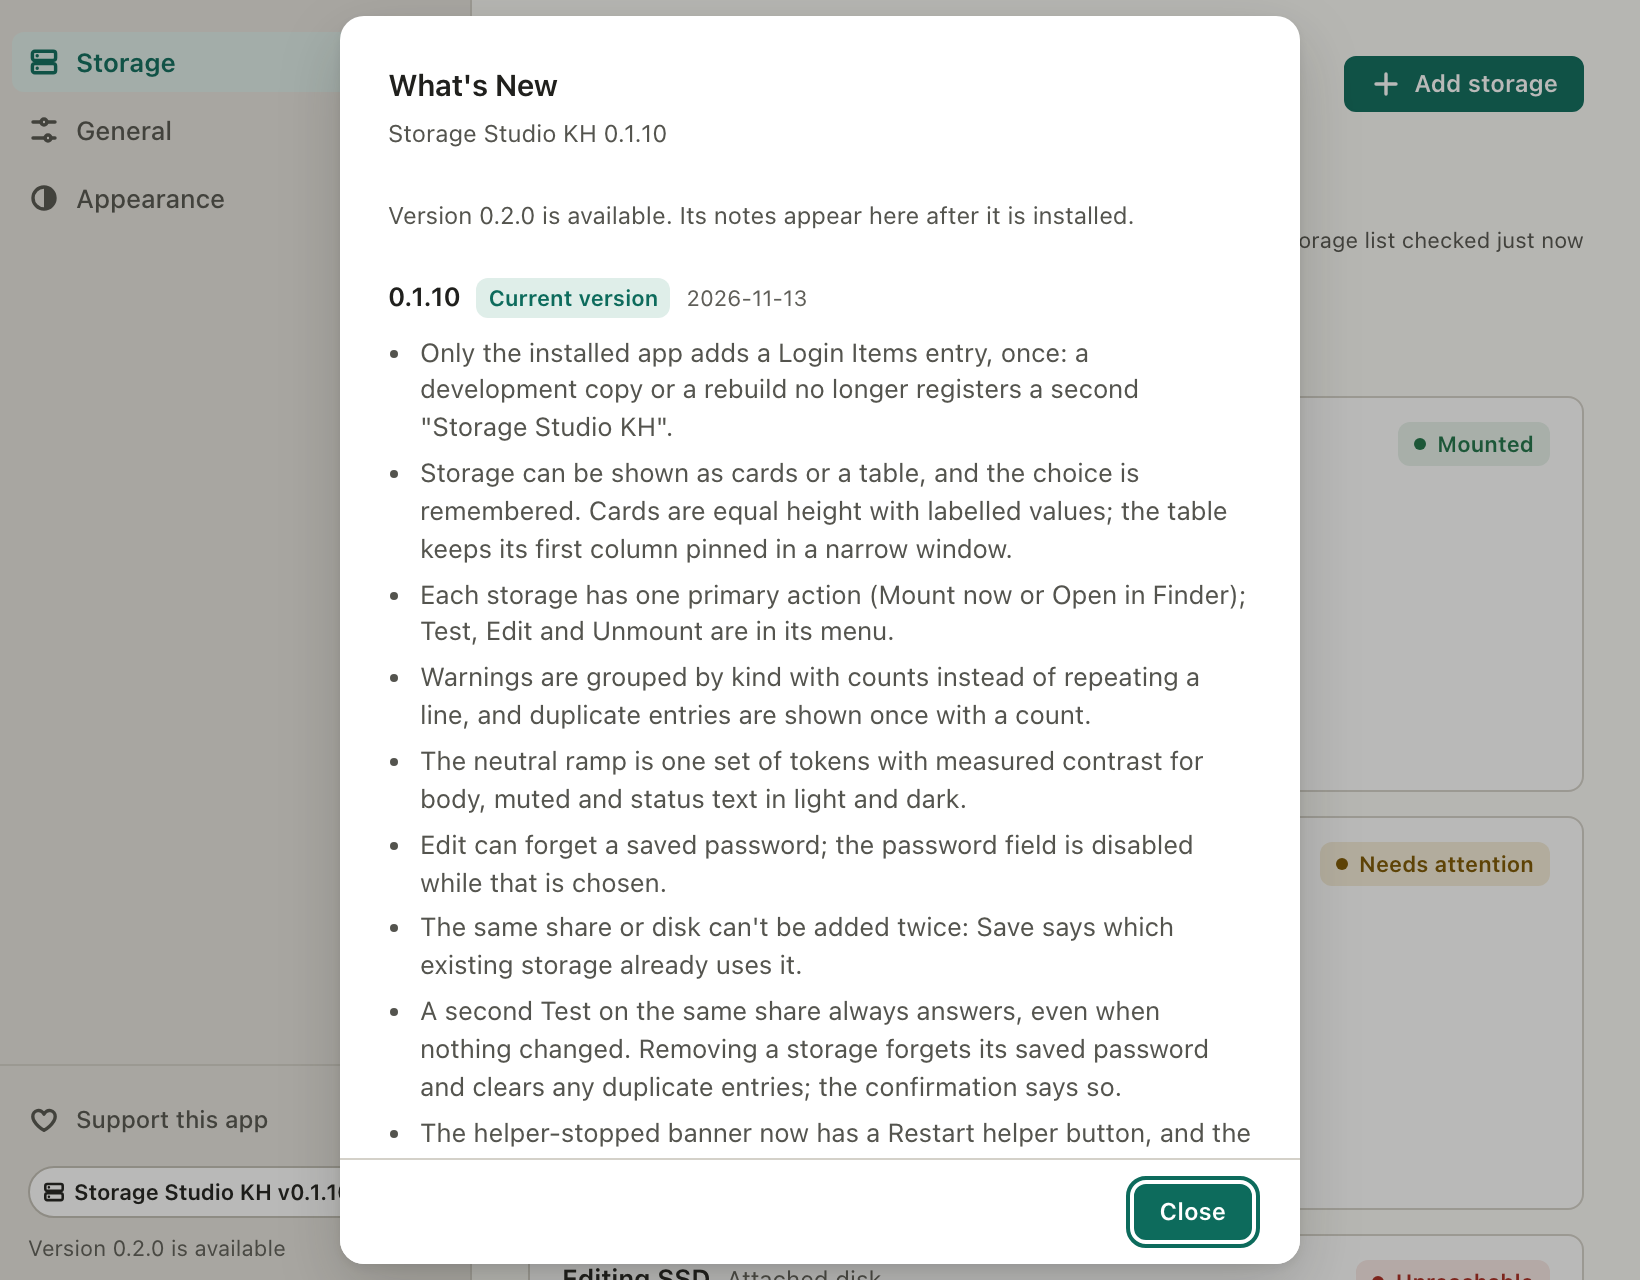 Storage
General
Appearance
Support this app
Storage Studio KH v0.1.1
Version 0.2.0 is available
Add storage
orage list checked just now
Mounted
Needs attention
Editing SSD Attached disk
Unreachable
What's New
Storage Studio KH 0.1.10
Version 0.2.0 is available. Its notes appear here after it is installed.
0.1.10 Current version 2026-11-13
• Only the installed app adds a Login Items entry, once: a
development copy or a rebuild no longer registers a second
"Storage Studio KH".
• Storage can be shown as cards or a table, and the choice is
remembered. Cards are equal height with labelled values; the table
keeps its first column pinned in a narrow window.
• Each storage has one primary action (Mount now or Open in Finder);
Test, Edit and Unmount are in its menu.
• Warnings are grouped by kind with counts instead of repeating a
line, and duplicate entries are shown once with a count.
• The neutral ramp is one set of tokens with measured contrast for
body, muted and status text in light and dark.
• Edit can forget a saved password; the password field is disabled
while that is chosen.
• The same share or disk can't be added twice: Save says which
existing storage already uses it.
• A second Test on the same share always answers, even when
nothing changed. Removing a storage forgets its saved password
and clears any duplicate entries; the confirmation says so.
• The helper-stopped banner now has a Restart helper button, and the
Close